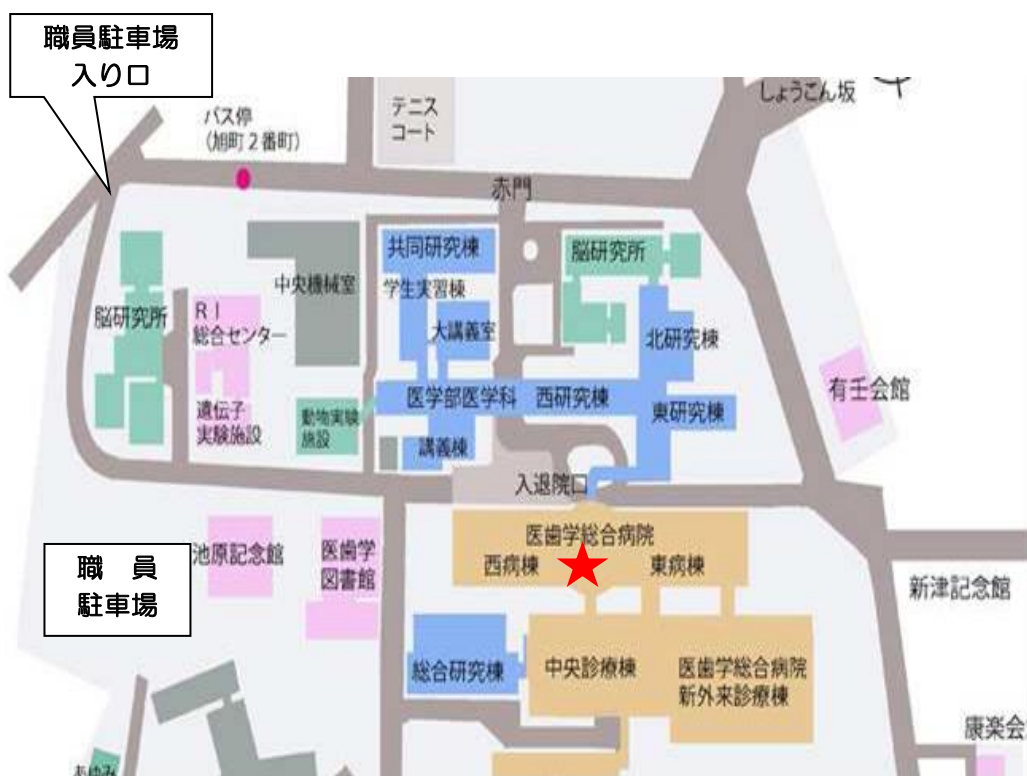 職員駐車場
入り口
バス停
（旭町２番町）
テニス
コート
しょうこん坂
赤門
共同研究棟
脳研究所
中央機械室
学生実習棟
脳研究所
ＲＩ
総合センター
大講義室
北研究棟
有壬会館
医学部医学科
西研究棟
東研究棟
遺伝子
実験施設
動物実験
施設
講義棟
入退院口
医歯学総合病院
西病棟
東病棟
池原記念館
医歯学
図書館
職　員
駐車場
新津記念館
総合研究棟
中央診療棟
医歯学総合病院
新外来診療棟
康楽会
あゆみ